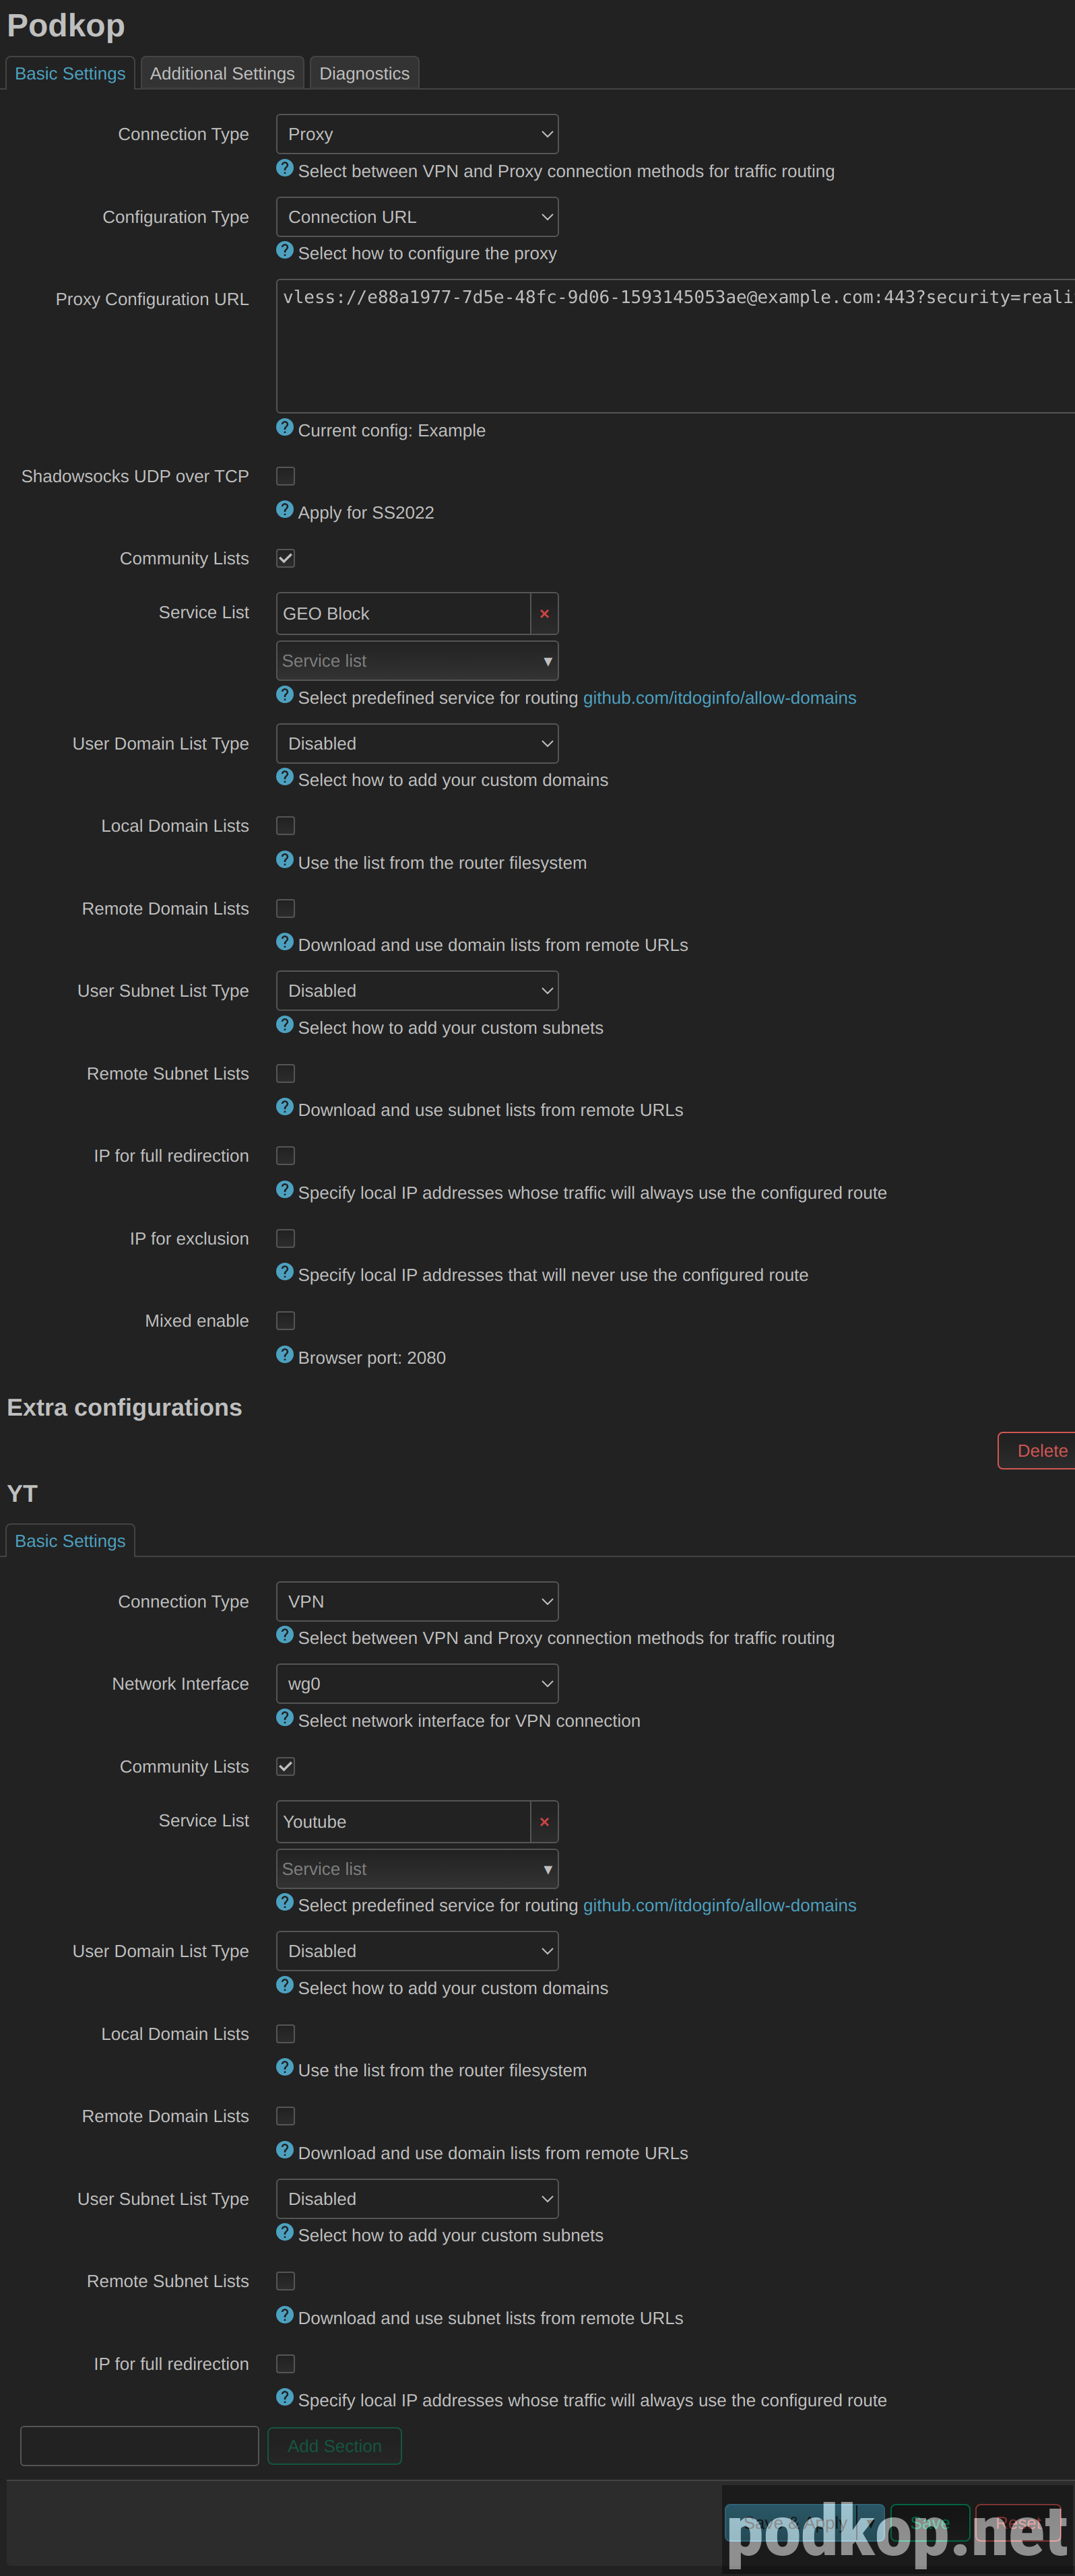 Podkop
Basic Settings Additional Settings Diagnostics
Connection Type Proxy
? Select between VPN and Proxy connection methods for traffic routing
Configuration Type Connection URL
? Select how to configure the proxy
Proxy Configuration URL vless://e88a1977-7d5e-48fc-9d06-1593145053ae@example.com:443?security=reali
? Current config: Example
Shadowsocks UDP over TCP
? Apply for SS2022
Community Lists
Service List GEO Block ×
Service list ▾
? Select predefined service for routing github.com/itdoginfo/allow-domains
User Domain List Type Disabled
? Select how to add your custom domains
Local Domain Lists
? Use the list from the router filesystem
Remote Domain Lists
? Download and use domain lists from remote URLs
User Subnet List Type Disabled
? Select how to add your custom subnets
Remote Subnet Lists
? Download and use subnet lists from remote URLs
IP for full redirection
? Specify local IP addresses whose traffic will always use the configured route
IP for exclusion
? Specify local IP addresses that will never use the configured route
Mixed enable
? Browser port: 2080
Extra configurations
Delete
YT
Basic Settings
Connection Type VPN
? Select between VPN and Proxy connection methods for traffic routing
Network Interface wg0
? Select network interface for VPN connection
Community Lists
Service List Youtube ×
Service list ▾
? Select predefined service for routing github.com/itdoginfo/allow-domains
User Domain List Type Disabled
? Select how to add your custom domains
Local Domain Lists
? Use the list from the router filesystem
Remote Domain Lists
? Download and use domain lists from remote URLs
User Subnet List Type Disabled
? Select how to add your custom subnets
Remote Subnet Lists
? Download and use subnet lists from remote URLs
IP for full redirection
? Specify local IP addresses whose traffic will always use the configured route
Add Section
Save & Apply Save Reset
podkop.net